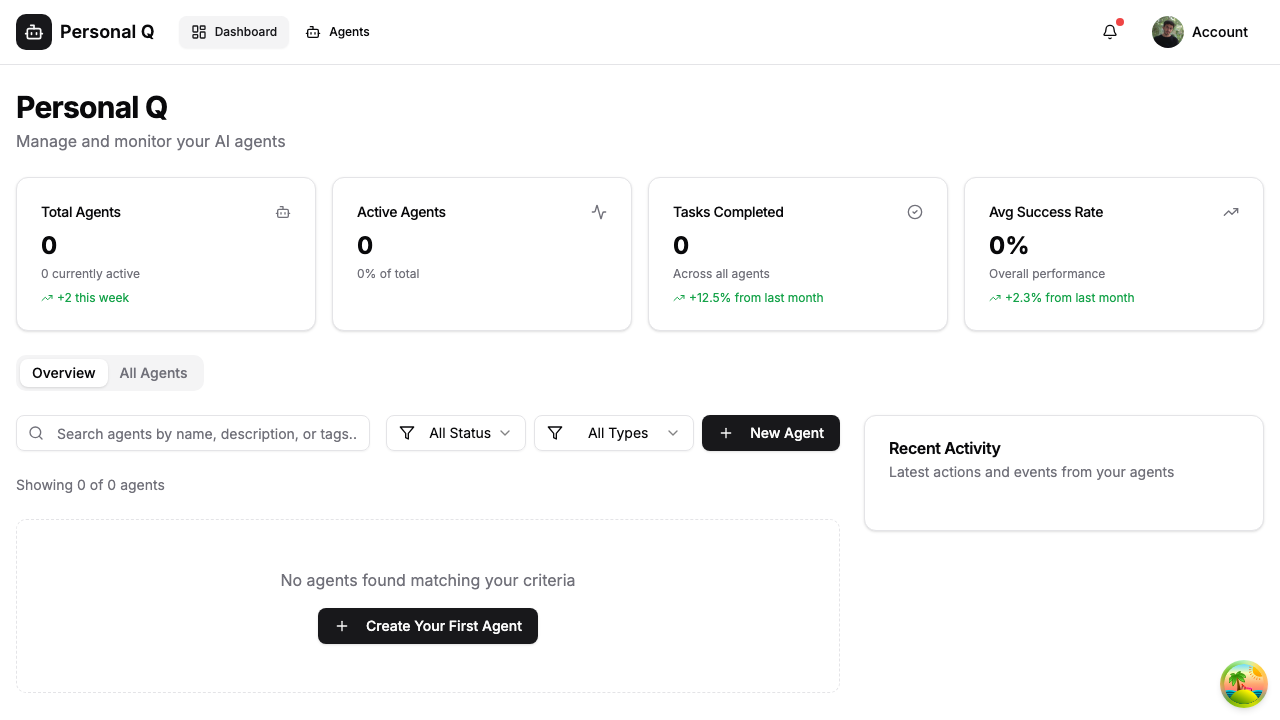 Personal Q
Dashboard
Agents
Account
Personal Q
Manage and monitor your AI agents
Total Agents
0
0 currently active
+2 this week
Active Agents
0
0% of total
Tasks Completed
0
Across all agents
+12.5% from last month
Avg Success Rate
0%
Overall performance
+2.3% from last month
Overview
All Agents
Search agents by name, description, or tags..
All Status
All Types
New Agent
Showing 0 of 0 agents
No agents found matching your criteria
Create Your First Agent
Recent Activity
Latest actions and events from your agents